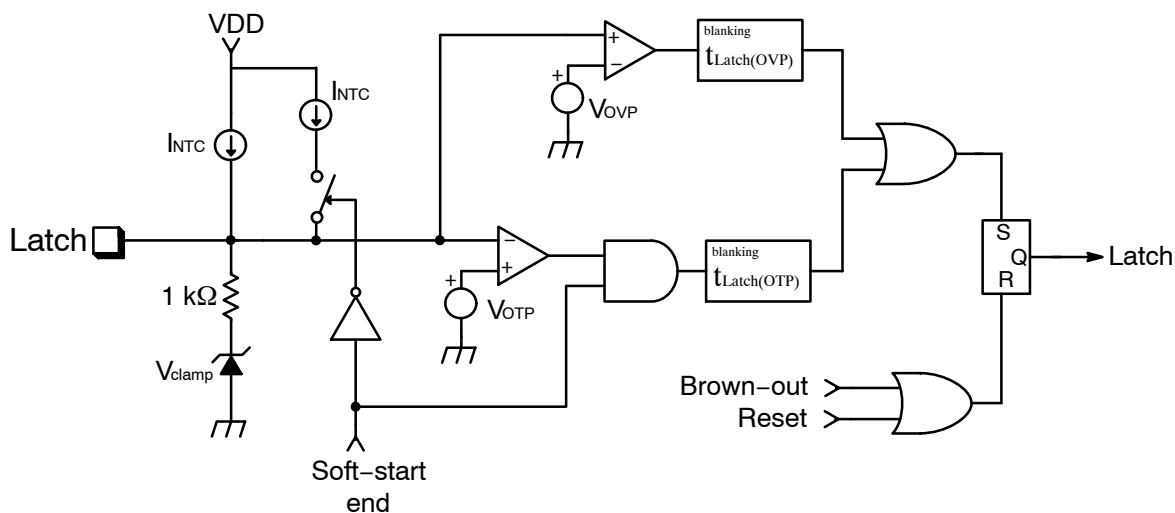 VDD
INTC
INTC
Latch
1 kΩ
Vclamp
+
−
+
VOVP
blanking
tLatch(OVP)
−
+
+
VOTP
blanking
tLatch(OTP)
S
Q
R
Latch
Brown−out
Reset
Soft−start
end